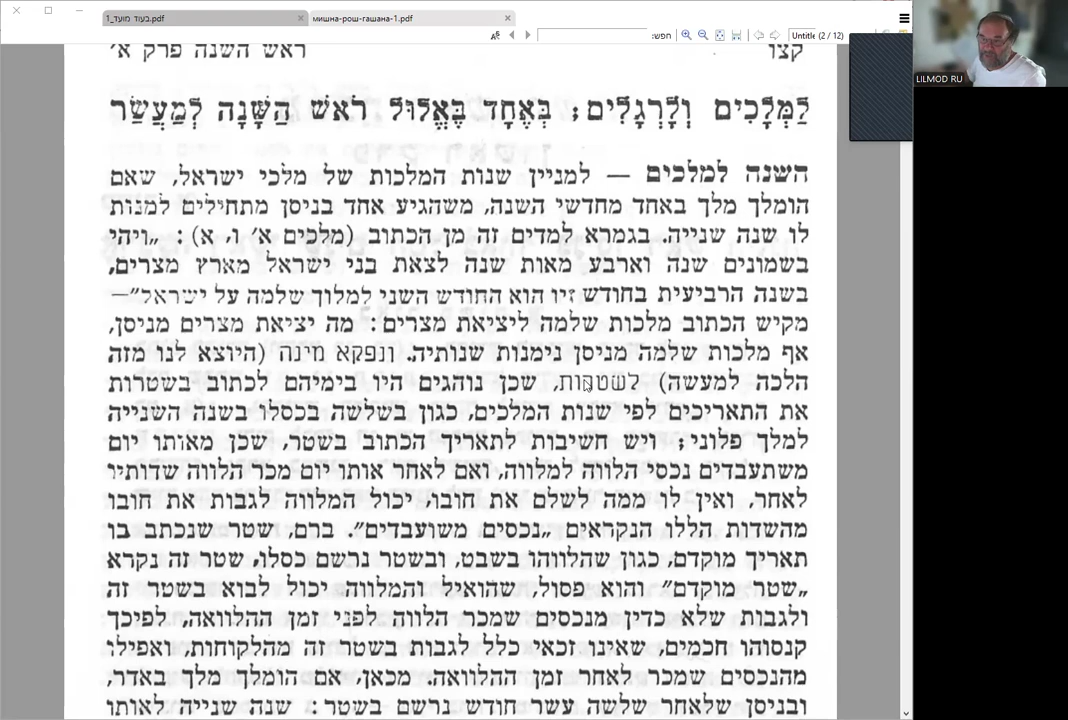 בעוד מועד_1.pdf
мишна-рош-гашана-1.pdf
חפש:
Untitle (2 / 12)
LILMOD RU
קצו
ראש השנה פרק א׳
לַמְּלָכִים וְלָרְגָלִים; בְּאֶחָד בֶּאֱלוּל רֹאשׁ הַשָּׁנָה לְמַעְשַׂר
השנה למלכים — למניין שנות המלכות של מלכי ישראל, שאם
הומלך מלך באחד מחדשי השנה, משהגיע אחד בניסן מתחילים למנות
לו שנה שנייה. בגמרא למדים זה מן הכתוב (מלכים א׳ ו, א): „ויהי
בשמונים שנה וארבע מאות שנה לצאת בני ישראל מארץ מצרים,
בשנה הרביעית בחודש זיו הוא החודש השני למלוך שלמה על ישראל”—
מקיש הכתוב מלכות שלמה ליציאת מצרים: מה יציאת מצרים מניסן,
אף מלכות שלמה מניסן נימנות שנותיה. ונפקא מינה (היוצא לנו מזה
הלכה למעשה) לשטרות, שכן נוהגים היו בימיהם לכתוב בשטרות
את התאריכים לפי שנות המלכים, כגון בשלשה בכסלו בשנה השנייה
למלך פלוני; ויש חשיבות לתאריך הכתוב בשטר, שכן מאותו יום
משתעבדים נכסי הלווה למלווה, ואם לאחר אותו יום מכר הלווה שדותיו
לאחר, ואין לו ממה לשלם את חובו, יכול המלווה לגבות את חובו
מהשדות הללו הנקראים „נכסים משועבדים”. ברם, שטר שנכתב בו
תאריך מוקדם, כגון שהלווהו בשבט, ובשטר נרשם כסלו, שטר זה נקרא
„שטר מוקדם” והוא פסול, שהואיל והמלווה יכול לבוא בשטר זה
ולגבות שלא כדין מנכסים שמכר הלווה לפני זמן ההלוואה, לפיכך
קנסוהו חכמים, שאינו זכאי כלל לגבות בשטר זה מהלקוחות, ואפילו
מהנכסים שמכר לאחר זמן ההלוואה. מכאן, אם הומלך מלך באדר,
ובניסן שלאחר שלשה עשר חודש נרשם בשטר: שנה שנייה לאותו